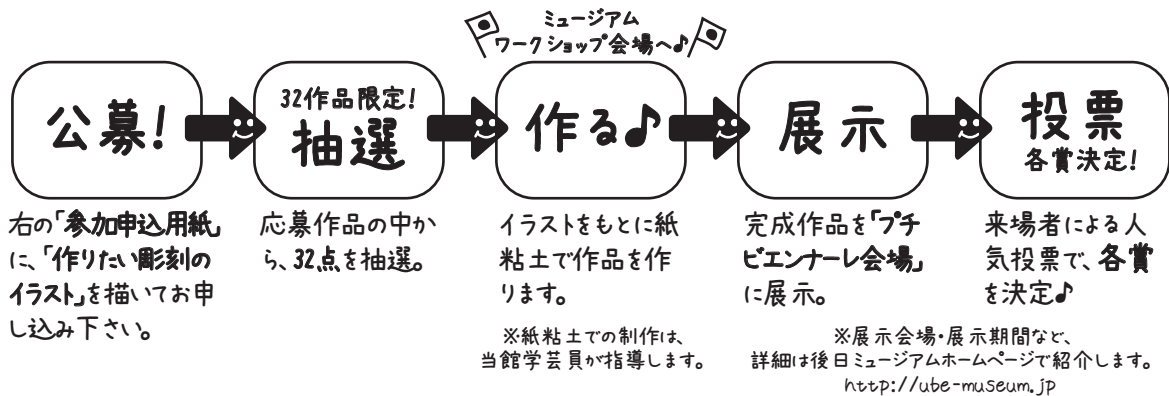 ミュージアム
ワークショップ会場へ♪
公募!
32作品限定!
抽選
作る♪
展示
投票
各賞決定!
右の「参加申込用紙」
に、「作りたい彫刻の
イラスト」を描いてお申
し込み下さい。
応募作品の中か
ら、32点を抽選。
イラストをもとに紙
粘土で作品を作
ります。
※紙粘土での制作は、
当館学芸員が指導します。
完成作品を「プチ
ビエンナーレ会場」
に展示。
来場者による人
気投票で、各賞
を決定♪
※展示会場・展示期間など、
詳細は後日ミュージアムホームページで紹介します。
http://ube-museum.jp